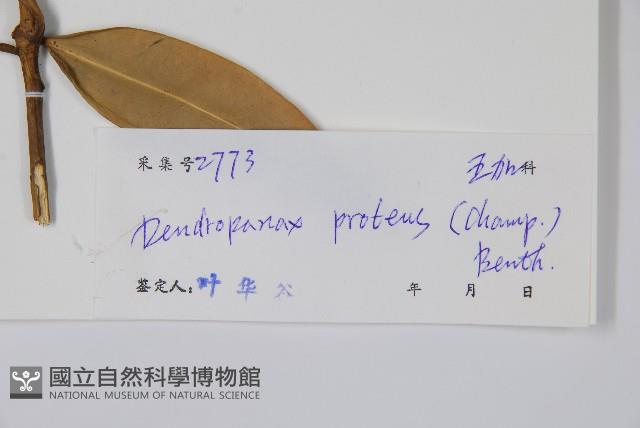 采集号2773 五加科
Dendropanax proteus (Champ.)
Benth.
鉴定人：叶华谷 年 月 日
國立自然科學博物館
NATIONAL MUSEUM OF NATURAL SCIENCE